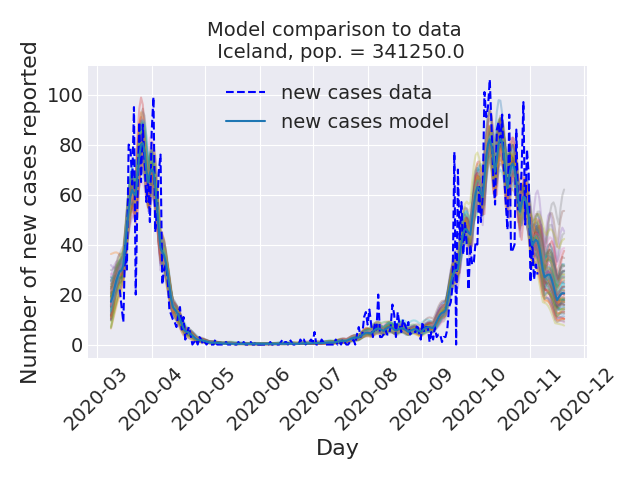 Model comparison to data
Iceland, pop. = 341250.0
new cases data
new cases model
Number of new cases reported
100
80
60
40
20
0
2020-03
2020-04
2020-05
2020-06
2020-07
2020-08
2020-09
2020-10
2020-11
2020-12
Day